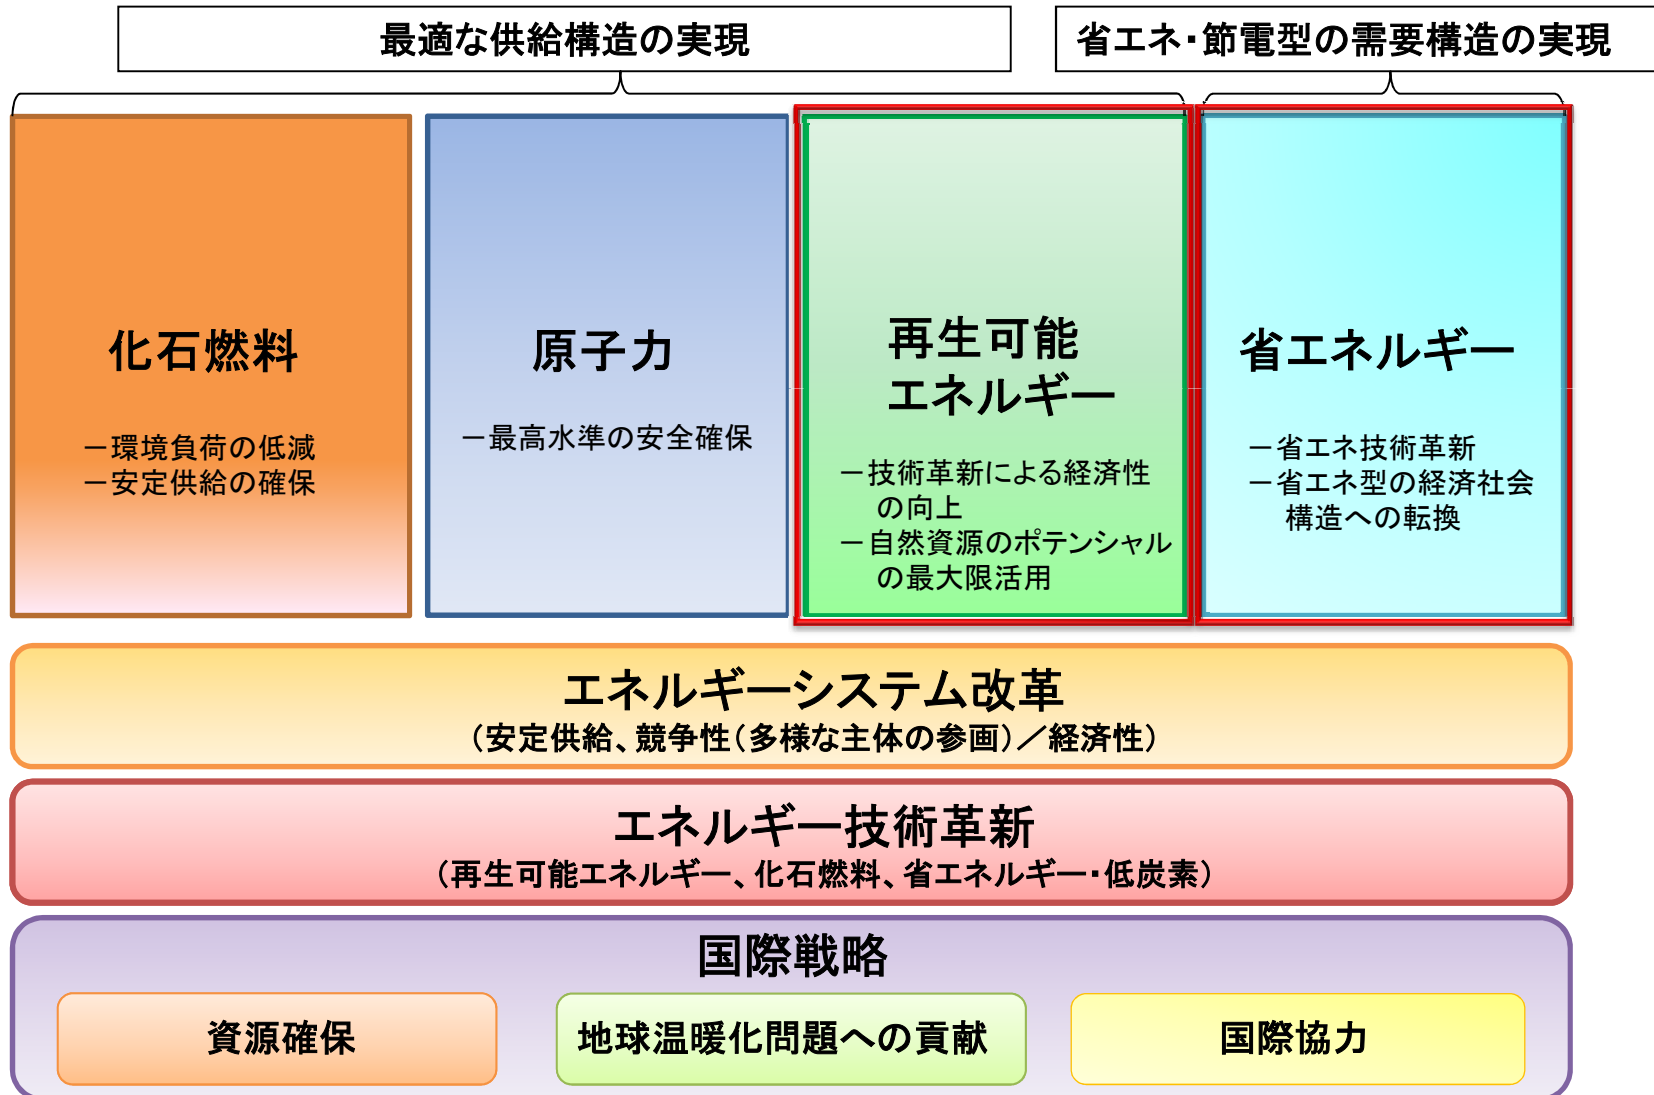 最適な供給構造の実現
省エネ・節電型の需要構造の実現
化石燃料
－環境負荷の低減
－安定供給の確保
原子力
－最高水準の安全確保
再生可能
エネルギー
－技術革新による経済性
の向上
－自然資源のポテンシャル
の最大限活用
省エネルギー
－省エネ技術革新
－省エネ型の経済社会
構造への転換
エネルギーシステム改革
（安定供給、競争性（多様な主体の参画）／経済性）
エネルギー技術革新
（再生可能エネルギー、化石燃料、省エネルギー・低炭素）
国際戦略
資源確保
地球温暖化問題への貢献
国際協力